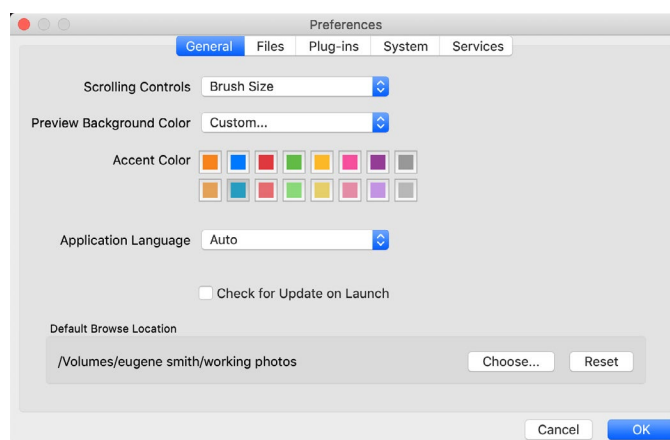 Preferences
General Files Plug-ins System Services
Scrolling Controls Brush Size
Preview Background Color Custom...
Accent Color
Application Language Auto
Check for Update on Launch
Default Browse Location
/Volumes/eugene smith/working photos Choose... Reset
Cancel OK